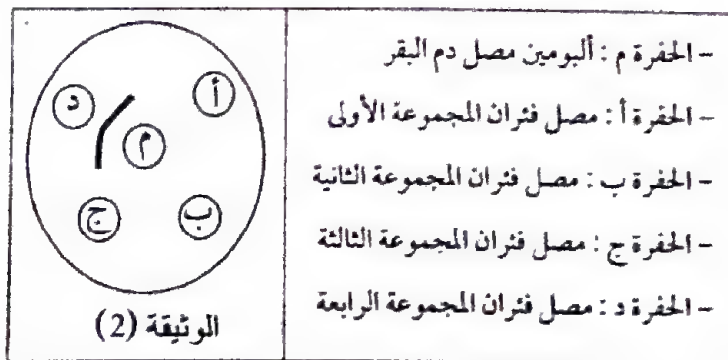 - الحفرة م : ألبومين مصل دم البقر
- الحفرة أ : مصل فئران المجموعة الأولى
- الحفرة ب : مصل فئران المجموعة الثانية
- الحفرة ج : مصل فئران المجموعة الثالثة
- الحفرة د : مصل فئران المجموعة الرابعة
أ
د
م
ب
ج
الوثيقة (2)